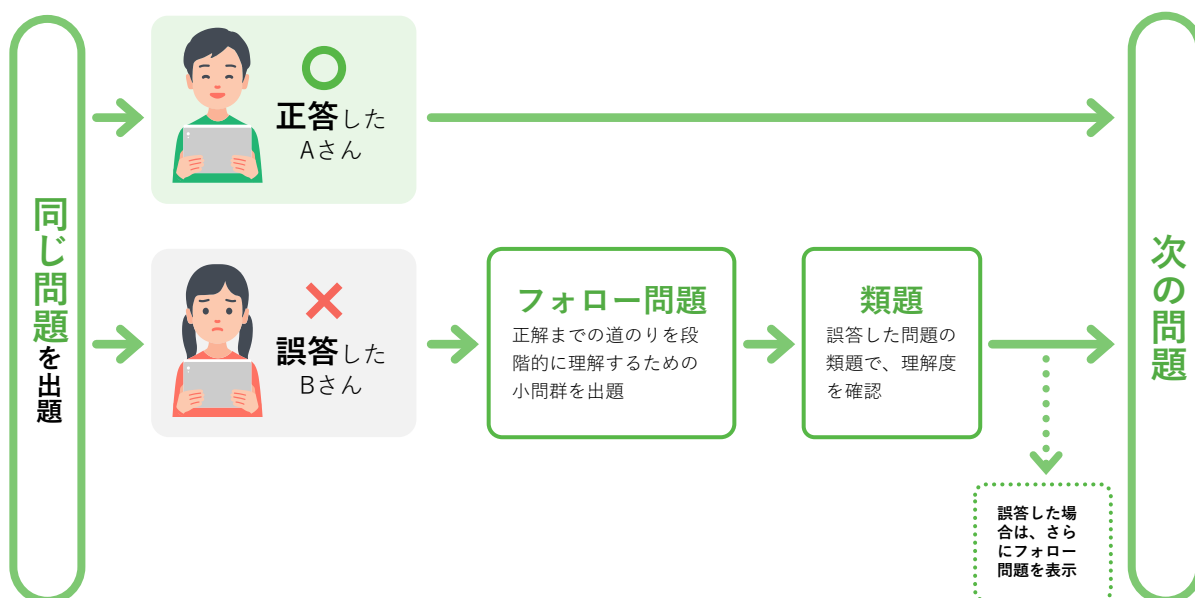 同じ問題を出題
正答した
Aさん
誤答した
Bさん
フォロー問題
正解までの道のりを段
階的に理解するための
小問群を出題
類題
誤答した問題の
類題で、理解度
を確認
誤答した場
合は、さら
にフォロー
問題を表示
次の問題